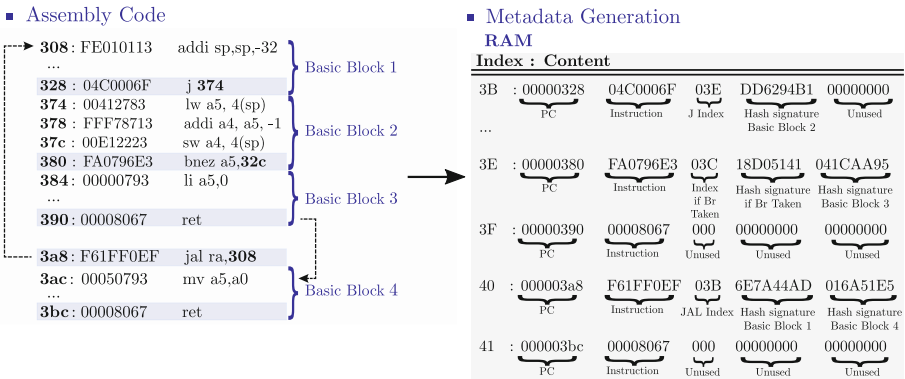 ▪ Assembly Code
308: FE010113 addi sp,sp,-32
...
328 : 04C0006F j 374
Basic Block 1
374 : 00412783 lw a5, 4(sp)
378 : FFF78713 addi a4, a5, -1
37c : 00E12223 sw a4, 4(sp)
380 : FA0796E3 bnez a5,32c
Basic Block 2
384: 00000793 li a5,0
...
390: 00008067 ret
Basic Block 3
3a8: F61FF0EF jal ra,308
3ac: 00050793 mv a5,a0
...
3bc: 00008067 ret
Basic Block 4
▪ Metadata Generation
RAM
Index : Content
3B : 00000328 04C0006F 03E DD6294B1 00000000
PC Instruction J Index Hash signature Basic Block 2 Unused
...
3E : 00000380 FA0796E3 03C 18D05141 041CAA95
PC Instruction Index if Br Taken Hash signature if Br Taken Hash signature Basic Block 3
3F : 00000390 00008067 000 00000000 00000000
PC Instruction Unused Unused Unused
40 : 000003a8 F61FF0EF 03B 6E7A44AD 016A51E5
PC Instruction JAL Index Hash signature Basic Block 1 Hash signature Basic Block 4
41 : 000003bc 00008067 000 00000000 00000000
PC Instruction Unused Unused Unused